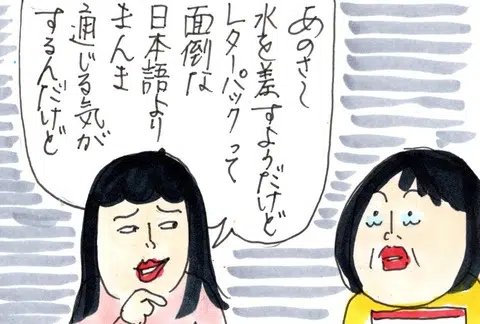 あのさ〜
水を差すようだけど
レターパックって
面倒な
日本語より
まんま
通じる気が
するんだけど